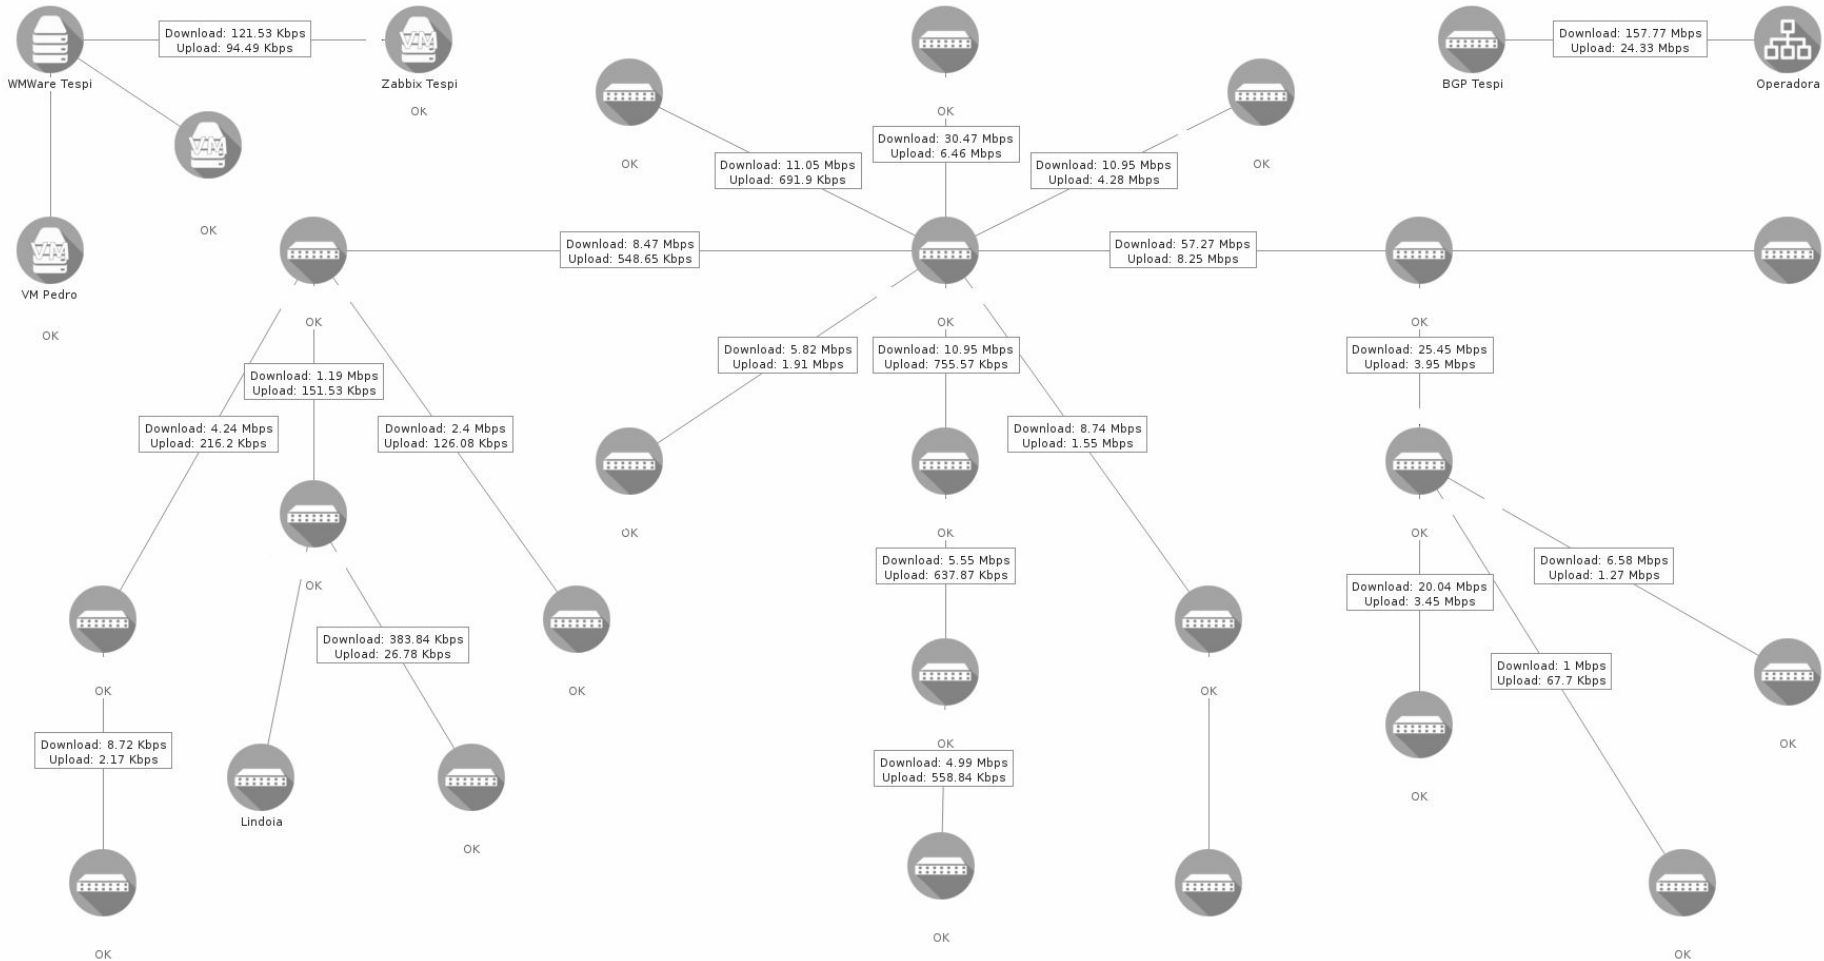 Download: 121.53 Kbps
Upload: 94.49 Kbps
Download: 157.77 Mbps
Upload: 24.33 Mbps
WMWare Tespi
Zabbix Tespi
BGP Tespi
Operadora
OK
OK
Download: 30.47 Mbps
Upload: 6.46 Mbps
OK
Download: 11.05 Mbps
Upload: 691.9 Kbps
Download: 10.95 Mbps
Upload: 4.28 Mbps
OK
OK
Download: 8.47 Mbps
Upload: 548.65 Kbps
Download: 57.27 Mbps
Upload: 8.25 Mbps
VM Pedro
OK
OK
OK
OK
Download: 5.82 Mbps
Upload: 1.91 Mbps
Download: 10.95 Mbps
Upload: 755.57 Kbps
Download: 25.45 Mbps
Upload: 3.95 Mbps
Download: 1.19 Mbps
Upload: 151.53 Kbps
Download: 4.24 Mbps
Upload: 216.2 Kbps
Download: 2.4 Mbps
Upload: 126.08 Kbps
Download: 8.74 Mbps
Upload: 1.55 Mbps
OK
OK
OK
Download: 5.55 Mbps
Upload: 637.87 Kbps
Download: 6.58 Mbps
Upload: 1.27 Mbps
OK
Download: 20.04 Mbps
Upload: 3.45 Mbps
Download: 383.84 Kbps
Upload: 26.78 Kbps
Download: 1 Mbps
Upload: 67.7 Kbps
OK
OK
OK
Download: 8.72 Kbps
Upload: 2.17 Kbps
OK
OK
Download: 4.99 Mbps
Upload: 558.84 Kbps
OK
Lindoia
OK
OK
OK
OK